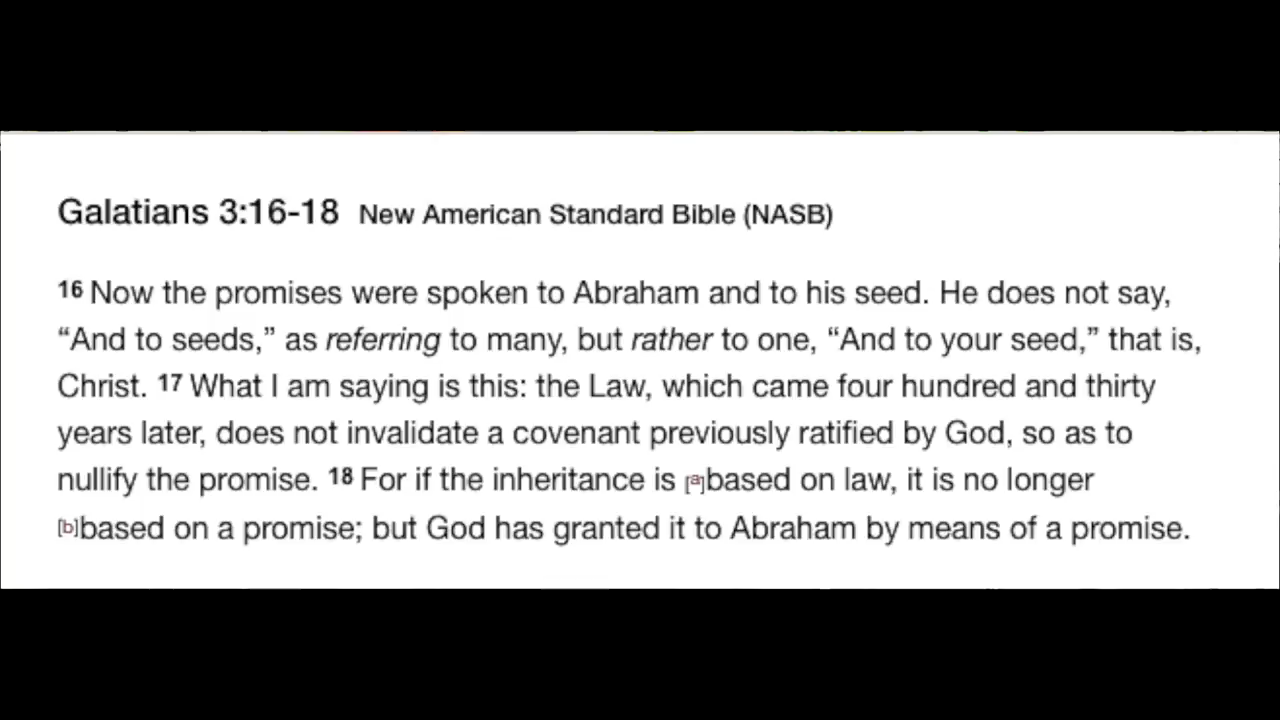 Galatians 3:16-18 New American Standard Bible (NASB)
16 Now the promises were spoken to Abraham and to his seed. He does not say,
“And to seeds,” as referring to many, but rather to one, “And to your seed,” that is,
Christ. 17 What I am saying is this: the Law, which came four hundred and thirty
years later, does not invalidate a covenant previously ratified by God, so as to
nullify the promise. 18 For if the inheritance is [a]based on law, it is no longer
[b]based on a promise; but God has granted it to Abraham by means of a promise.